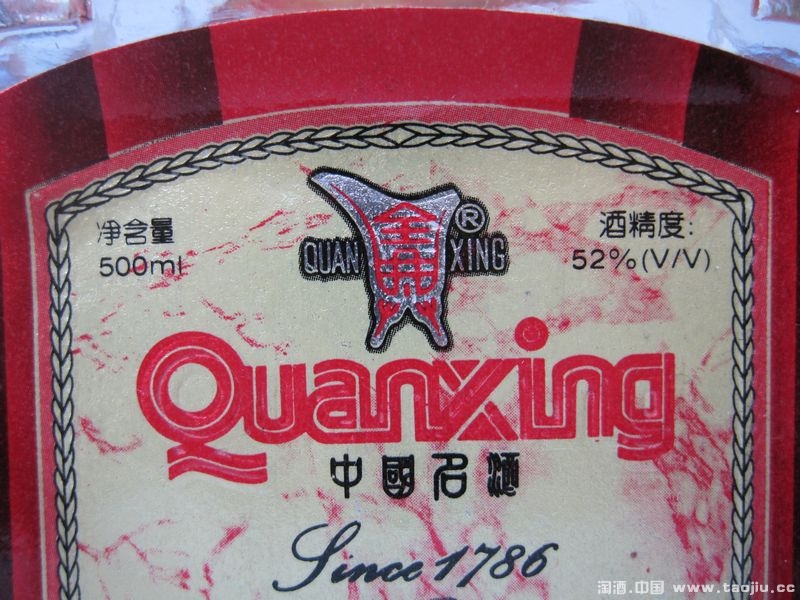 净含量
500ml
QUAN XING®
酒精度:
52%(V/V)
Quanxing
中國名酒
Since 1786
淘酒.中国 www.taojiu.cc